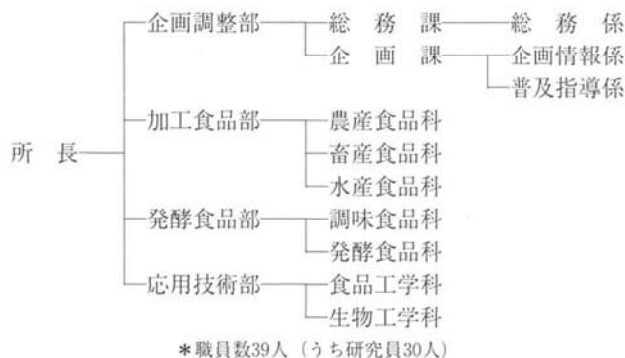 企画調整部 総務課 総務係
企画課 企画情報係
普及指導係
加工食品部 農産食品科
所長 畜産食品科
水産食品科
発酵食品部 調味食品科
発酵食品科
応用技術部 食品工学科
生物工学科
*職員数39人(うち研究員30人)